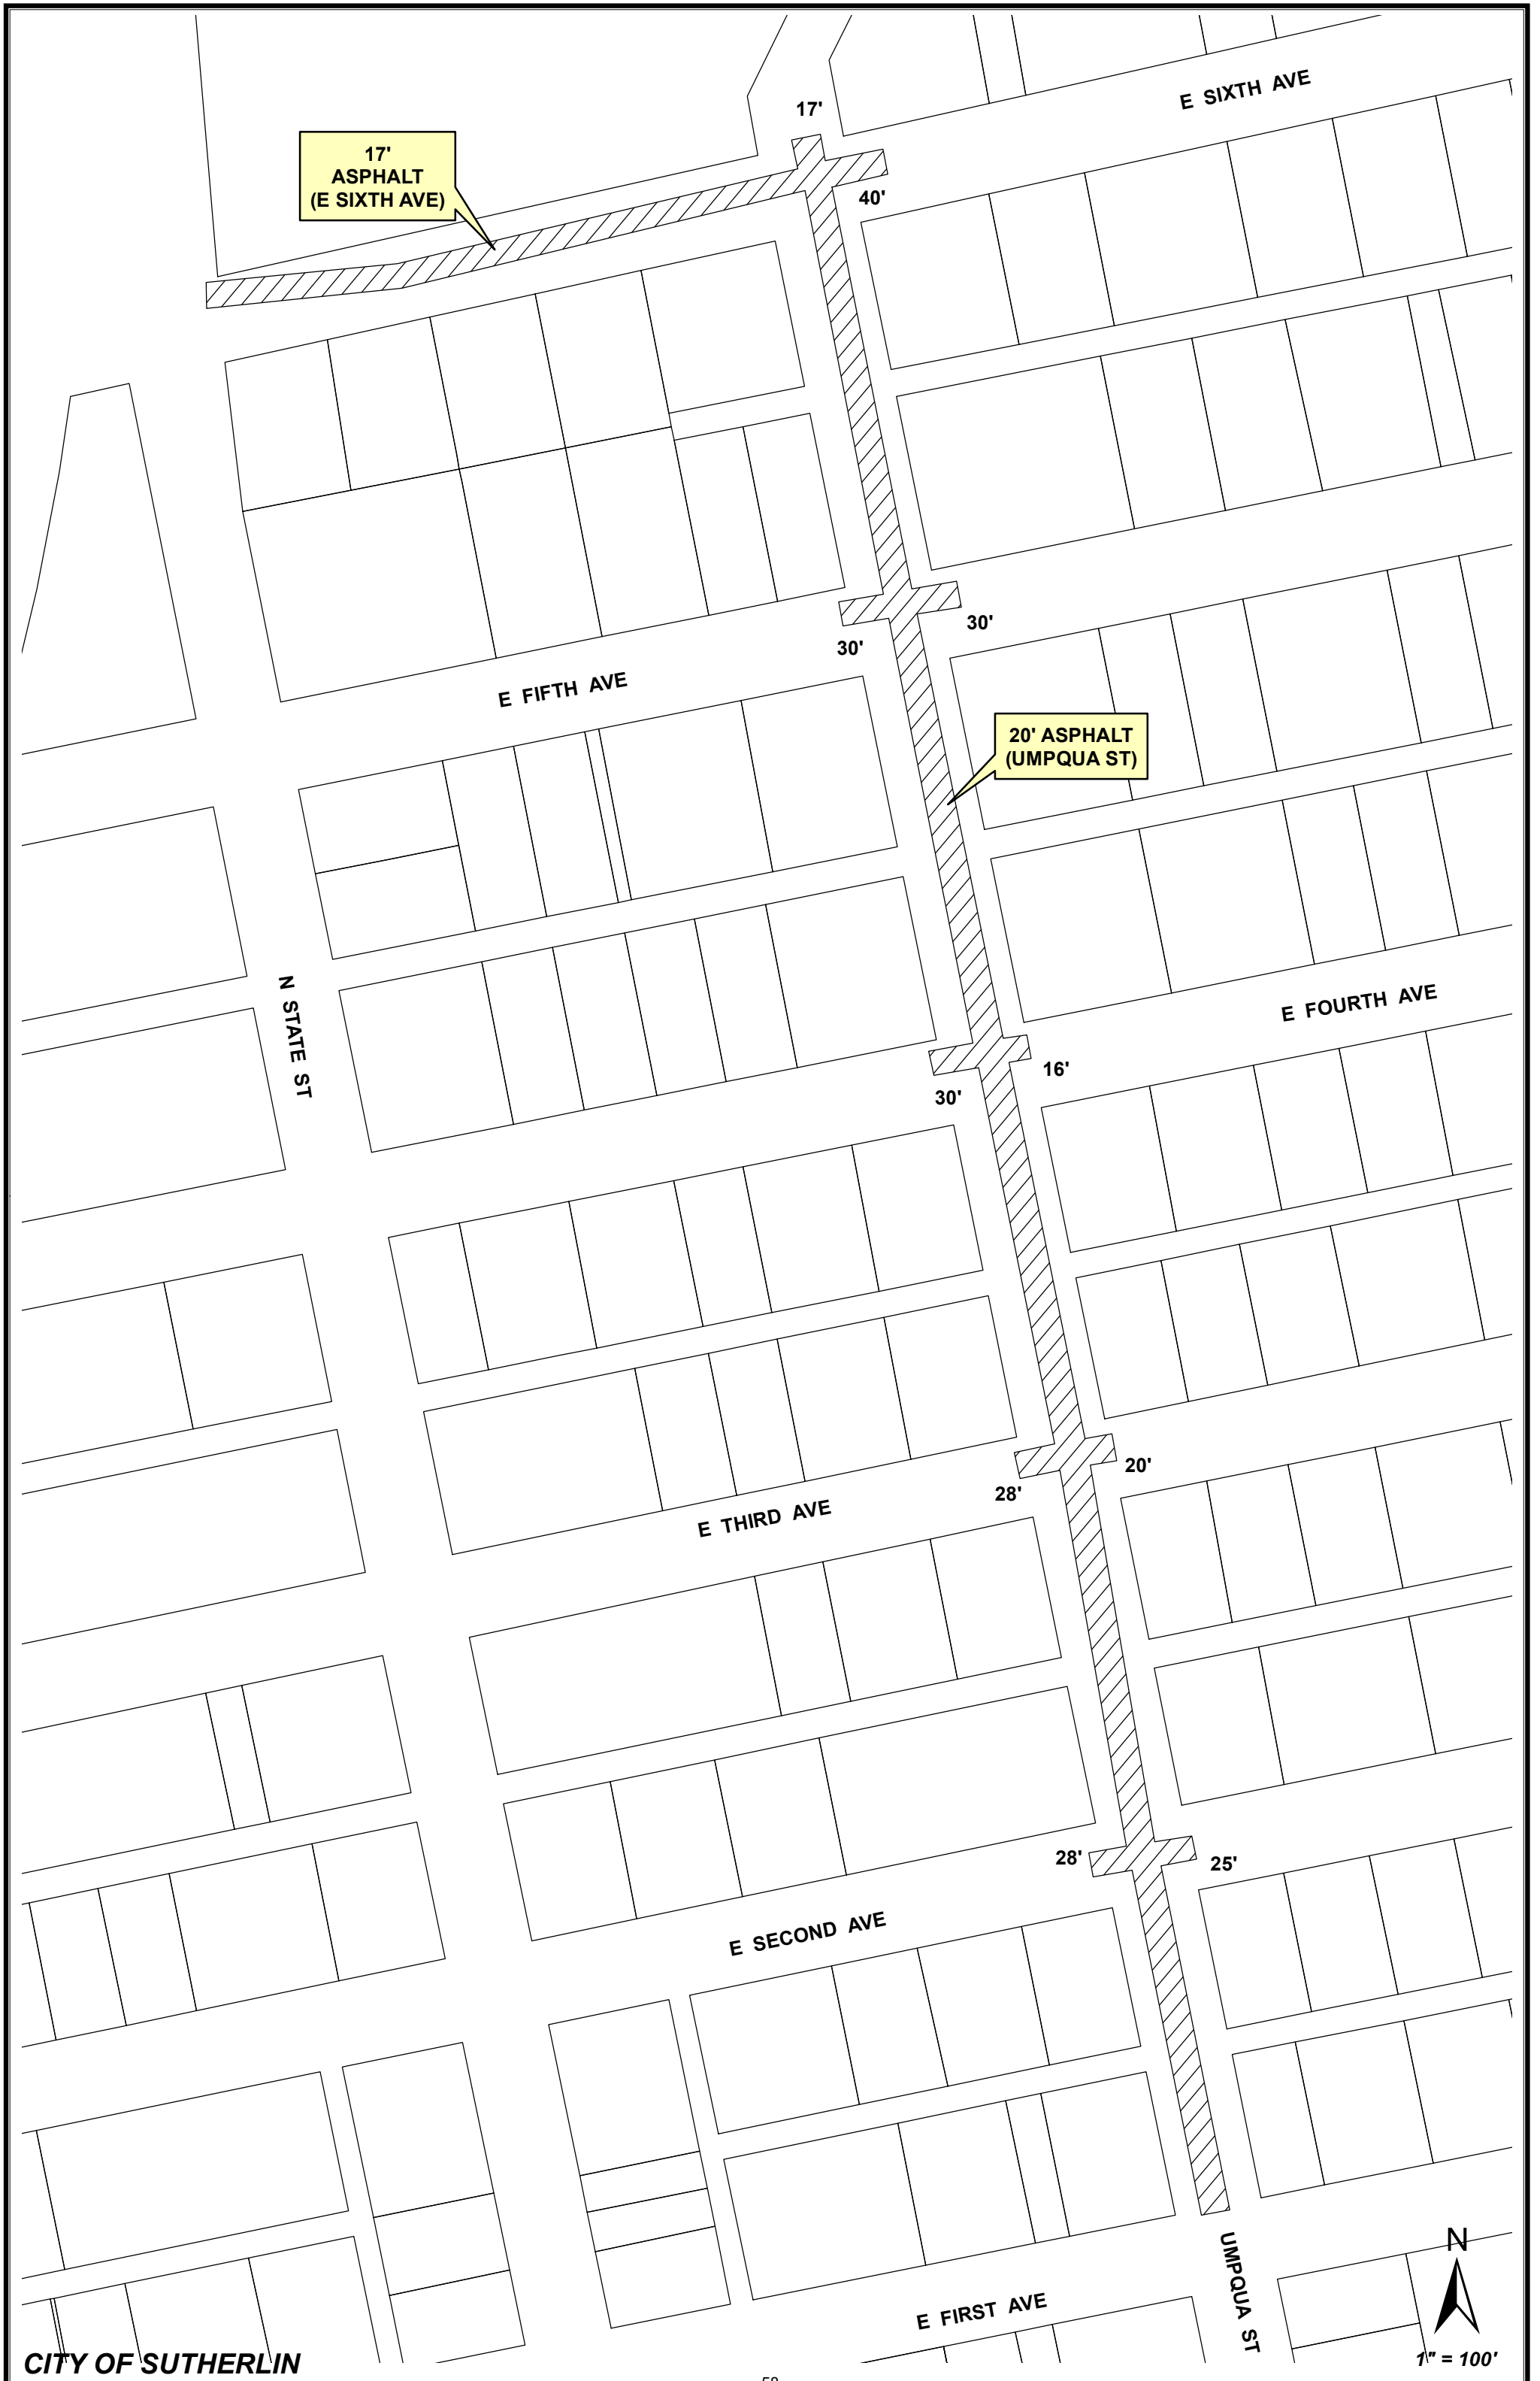 E SIXTH AVE
17'
17'
ASPHALT
(E SIXTH AVE)
40'
30'
30'
E FIFTH AVE
20' ASPHALT
(UMPQUA ST)
N STATE ST
E FOURTH AVE
16'
30'
20'
28'
E THIRD AVE
28'
25'
E SECOND AVE
UMPQUA ST
N
E FIRST AVE
1" = 100'
CITY OF SUTHERLIN